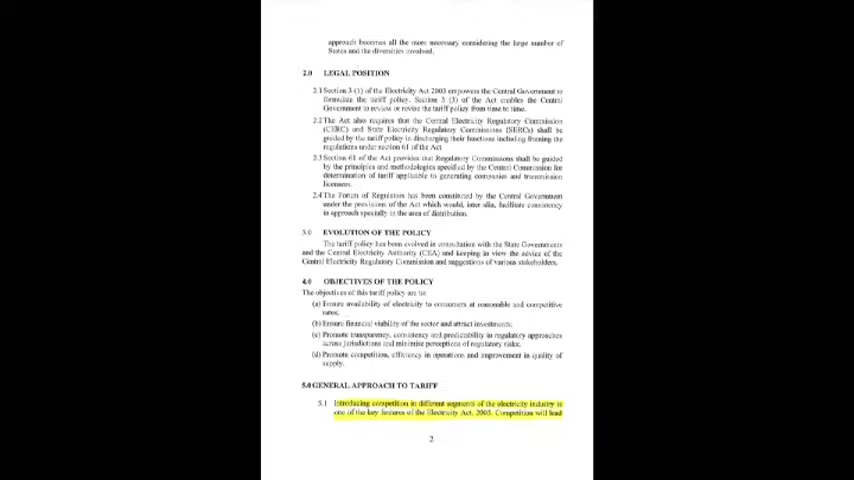 approach becomes all the more necessary considering the large number of
States and the diversities involved.
2.0 LEGAL POSITION
2.1 Section 3 (1) of the Electricity Act 2003 empowers the Central Government to
formulate the tariff policy. Section 3 (3) of the Act enables the Central
Government to review or revise the tariff policy from time to time.
2.2 The Act also requires that the Central Electricity Regulatory Commission
(CERC) and State Electricity Regulatory Commissions (SERCs) shall be
guided by the tariff policy in discharging their functions including framing the
regulations under section 61 of the Act
2.3 Section 61 of the Act provides that Regulatory Commissions shall be guided
by the principles and methodologies specified by the Central Commission for
determination of tariff applicable to generating companies and transmission
licensees.
2.4 The Forum of Regulators has been constituted by the Central Government
under the provisions of the Act which would, inter alia, facilitate consistency
in approach specially in the area of distribution.
3.0 EVOLUTION OF THE POLICY
The tariff policy has been evolved in consultation with the State Governments
and the Central Electricity Authority (CEA) and keeping in view the advice of the
Central Electricity Regulatory Commission and suggestions of various stakeholders.
4.0 OBJECTIVES OF THE POLICY
The objectives of this tariff policy are to:
(a) Ensure availability of electricity to consumers at reasonable and competitive
rates;
(b) Ensure financial viability of the sector and attract investments;
(c) Promote transparency, consistency and predictability in regulatory approaches
across jurisdictions and minimise perceptions of regulatory risks;
(d) Promote competition, efficiency in operations and improvement in quality of
supply.
5.0 GENERAL APPROACH TO TARIFF
5.1 Introducing competition in different segments of the electricity industry is
one of the key features of the Electricity Act, 2003. Competition will lead
2